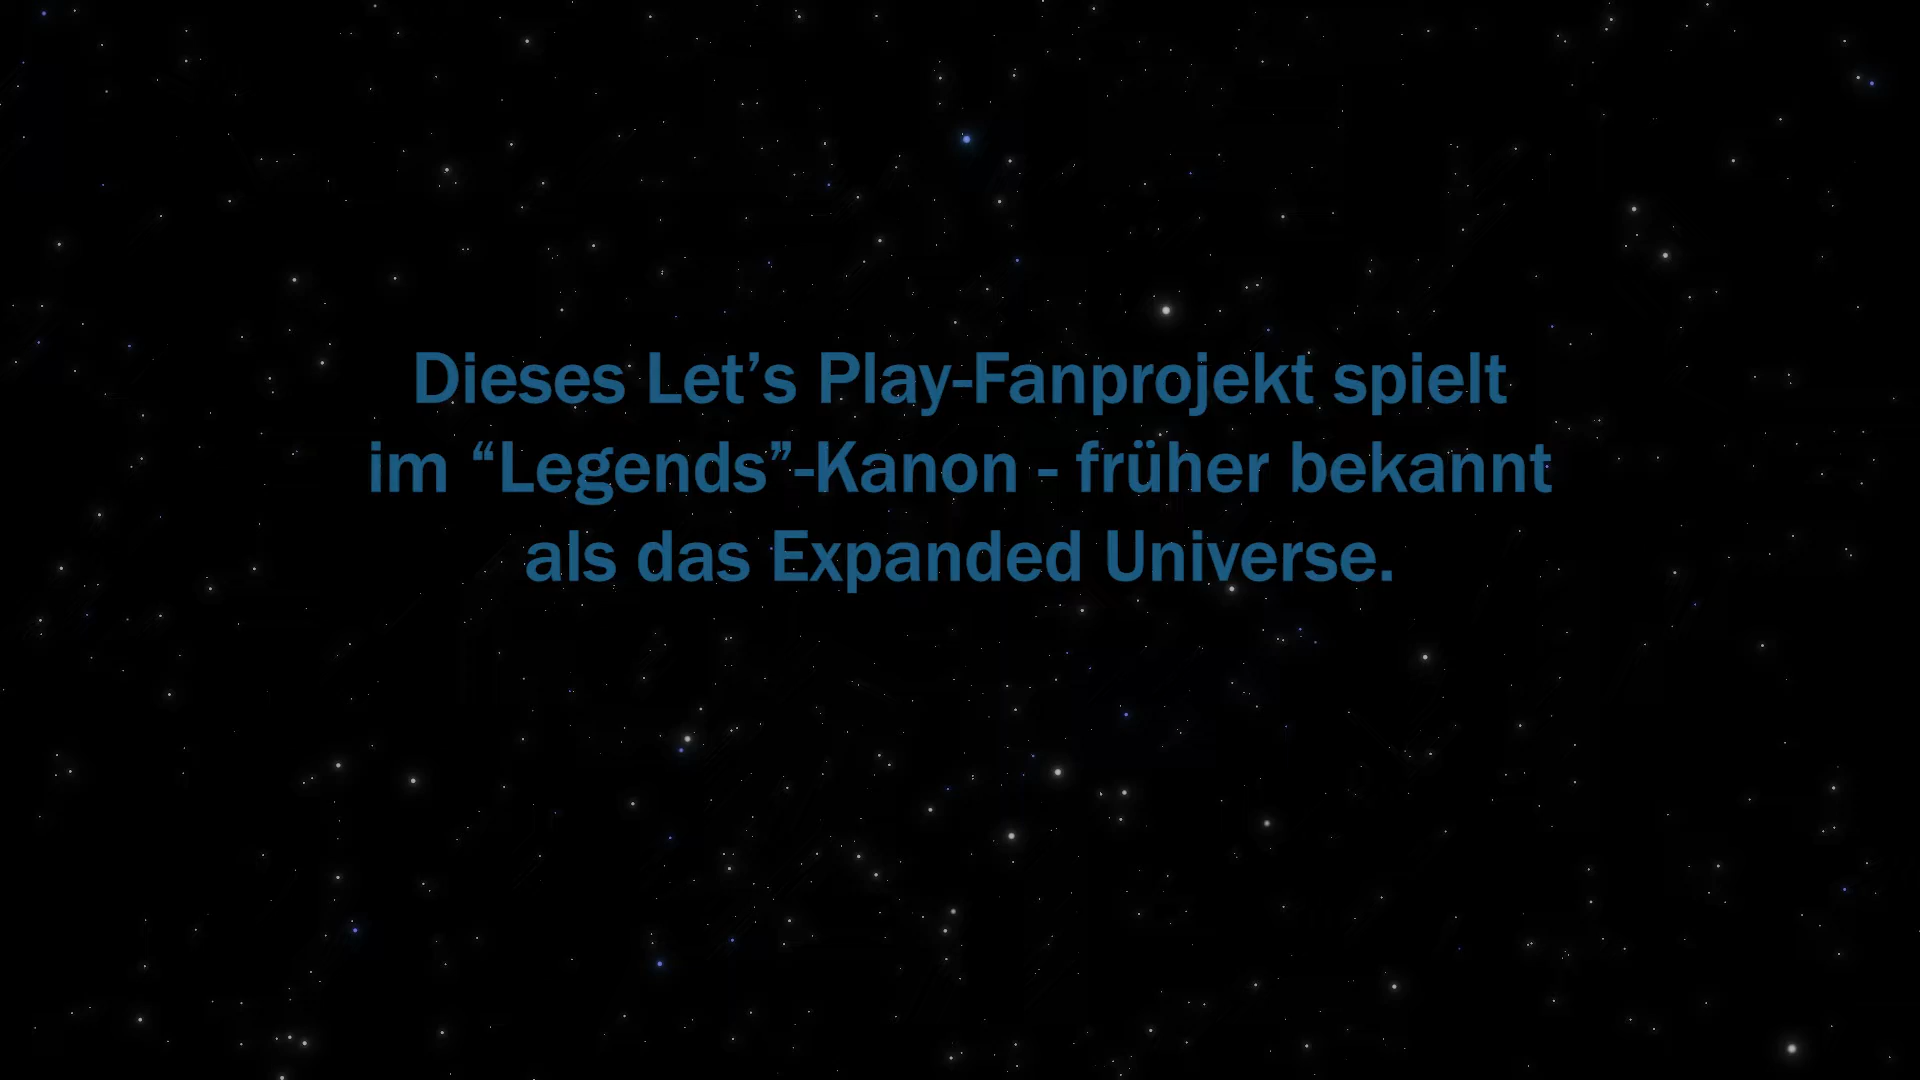 Dieses Let’s Play-Fanprojekt spielt
im “Legends”-Kanon - früher bekannt
als das Expanded Universe.